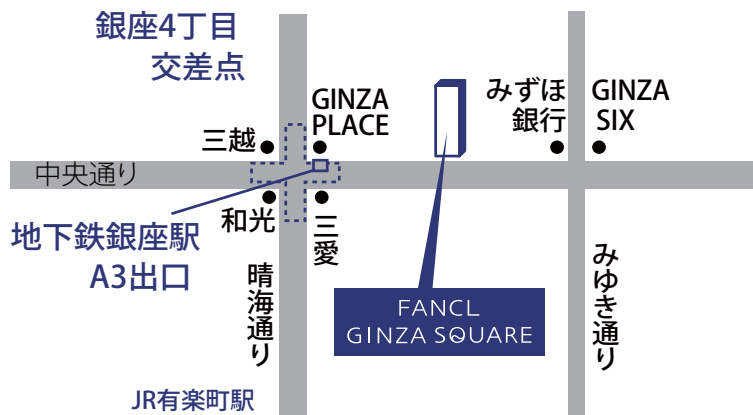 銀座4丁目
交差点
GINZA
PLACE
みずほ
銀行
GINZA
SIX
三越
中央通り
和光
三愛
地下鉄銀座駅
A3出口
晴海通り
みゆき通り
FANCL
GINZA SQUARE
JR有楽町駅